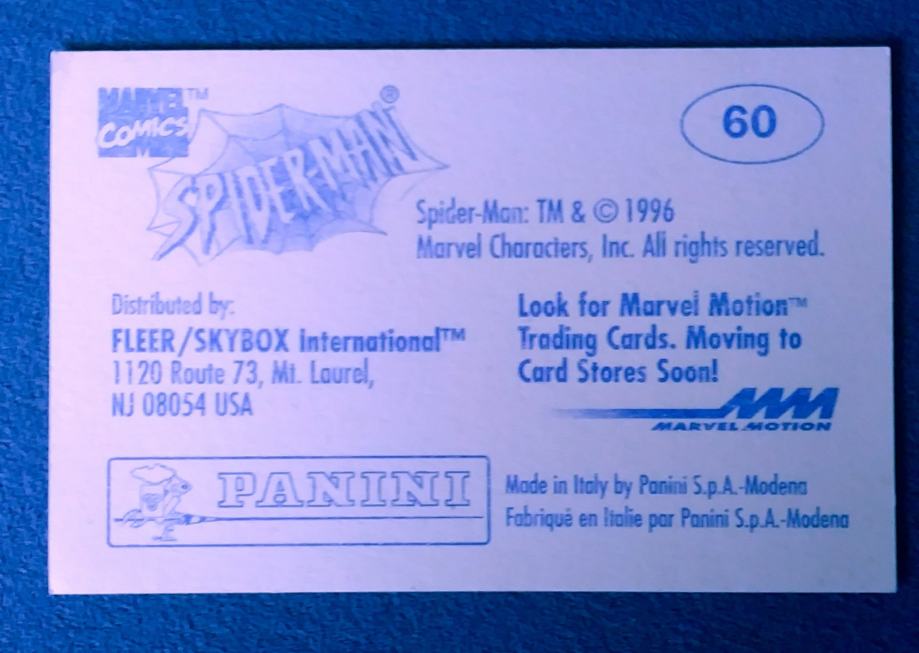 MARVEL™
COMICS
SPIDER-MAN®
60
Spider-Man: TM & © 1996
Marvel Characters, Inc. All rights reserved.
Distributed by:
FLEER/SKYBOX International™
1120 Route 73, Mt. Laurel,
NJ 08054 USA
Look for Marvel Motion™
Trading Cards. Moving to
Card Stores Soon!
MM
MARVEL MOTION
PANINI
Made in Italy by Panini S.p.A.-Modena
Fabriqué en Italie par Panini S.p.A.-Modena